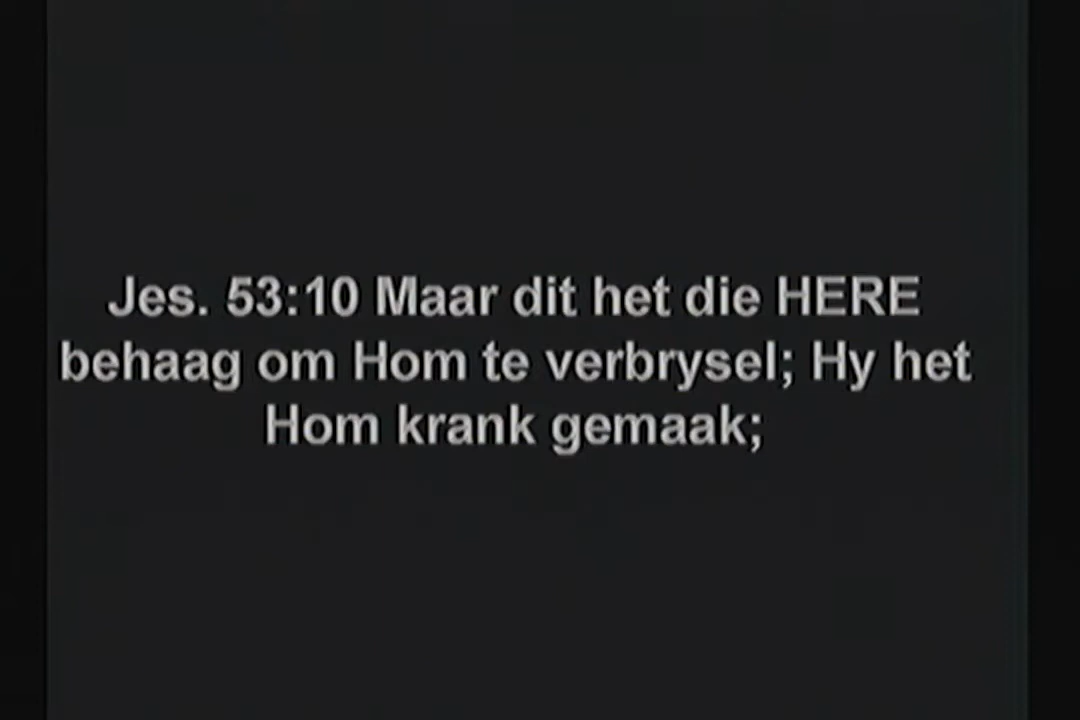 Jes. 53:10 Maar dit het die HERE
behaag om Hom te verbrysel; Hy het
Hom krank gemaak;